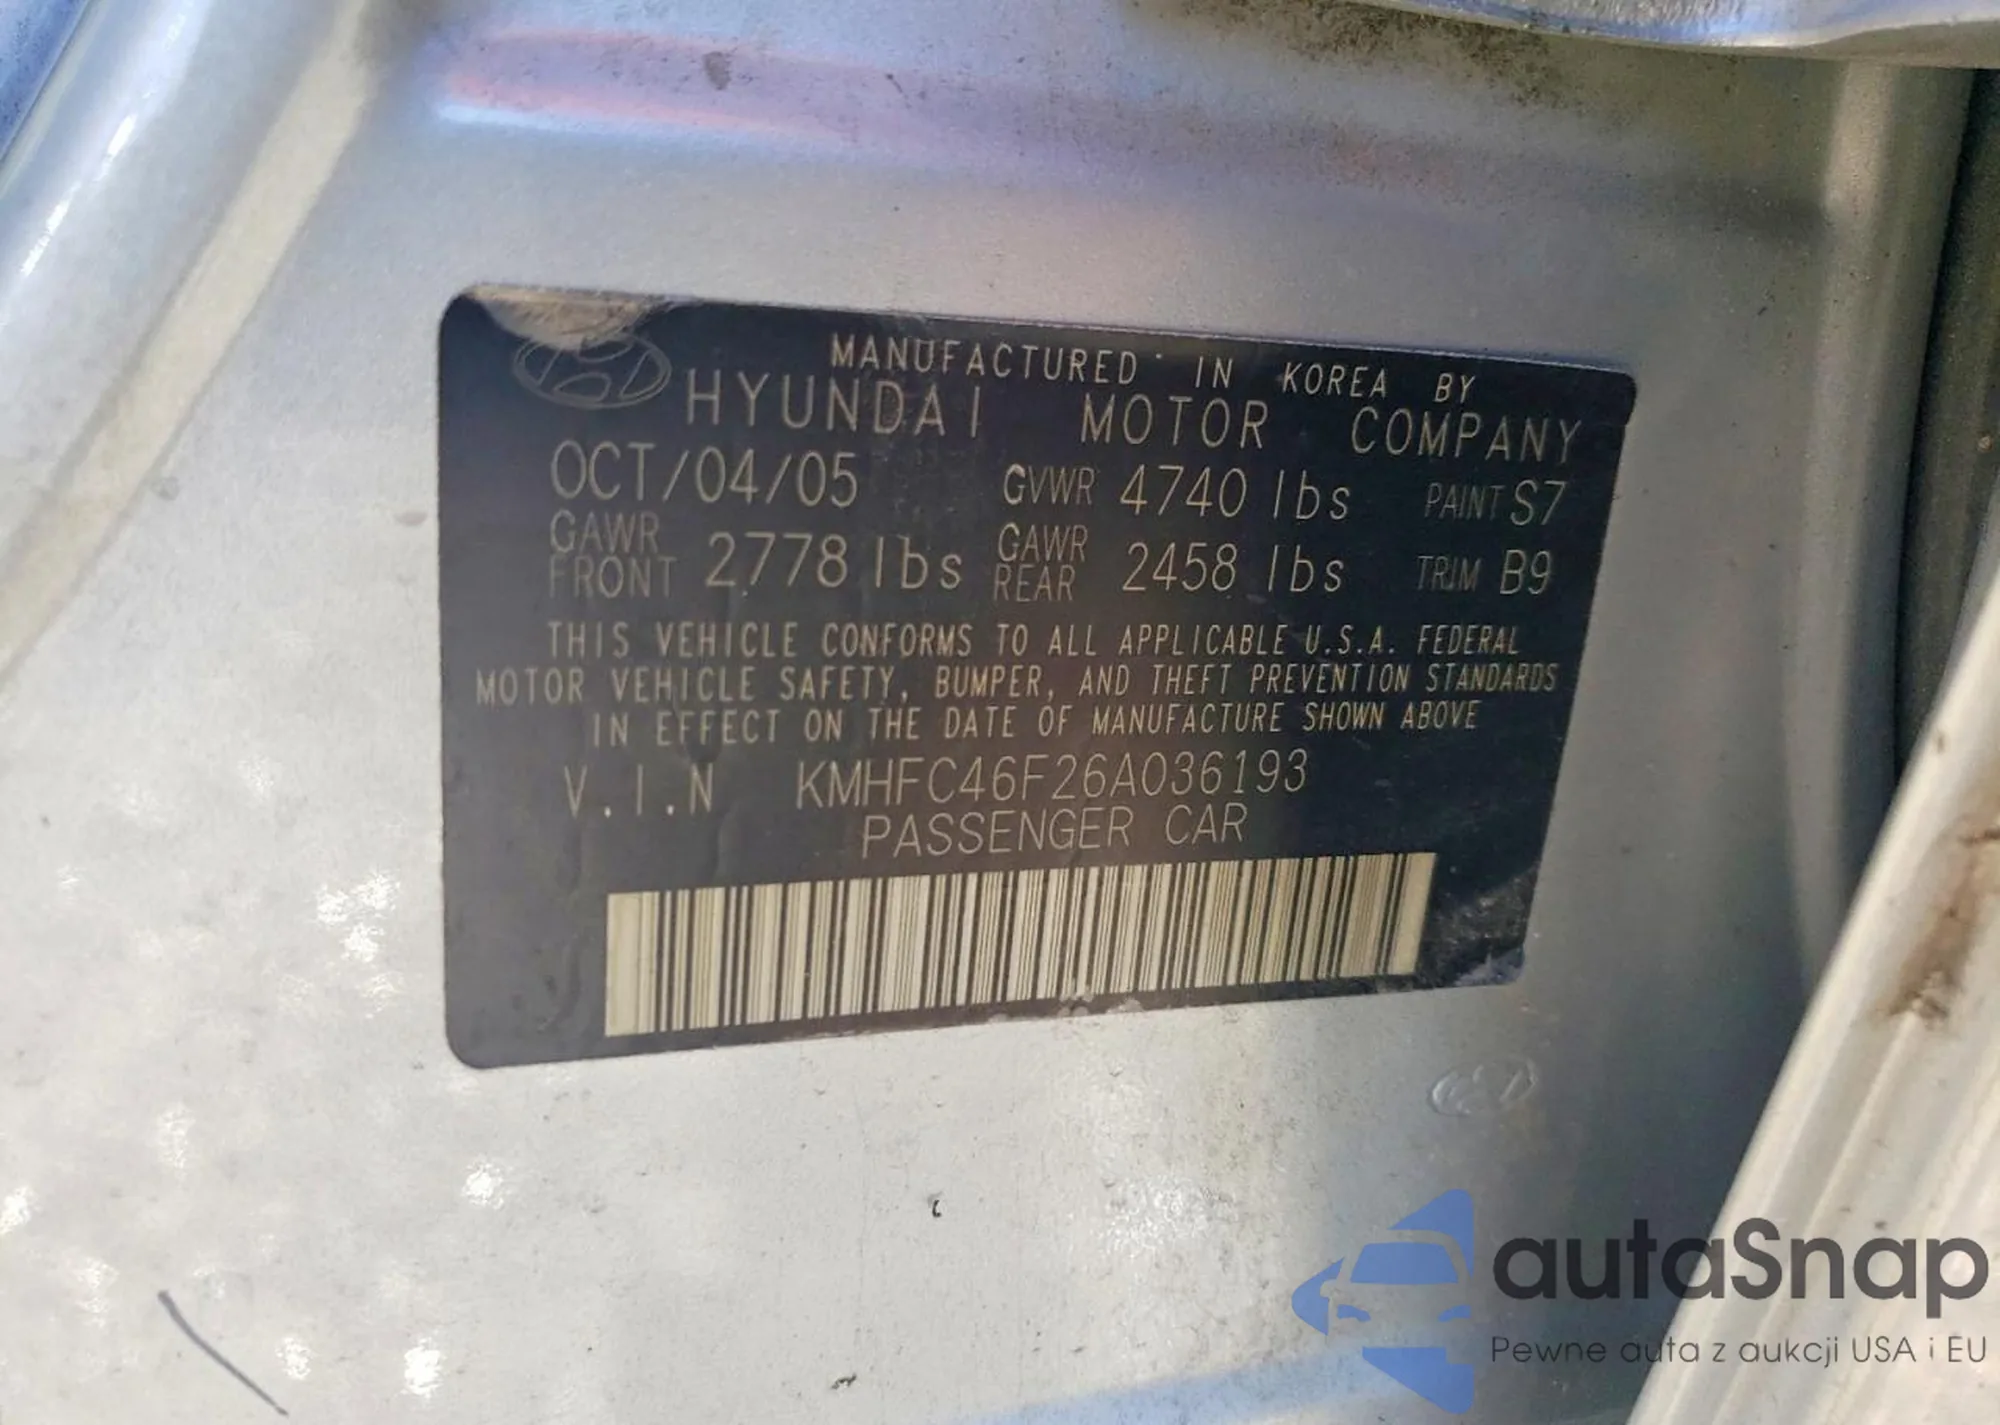 MANUFACTURED IN KOREA BY
HYUNDAI MOTOR COMPANY
OCT/04/05 GVWR 4740 lbs PAINT S7
GAWR FRONT 2778 lbs GAWR REAR 2458 lbs TRIM B9
THIS VEHICLE CONFORMS TO ALL APPLICABLE U.S.A. FEDERAL
MOTOR VEHICLE SAFETY, BUMPER, AND THEFT PREVENTION STANDARDS
IN EFFECT ON THE DATE OF MANUFACTURE SHOWN ABOVE
V.I.N KMHFC46F26A036193
PASSENGER CAR
autaSnap
Pewne auta z aukcji USA i EU